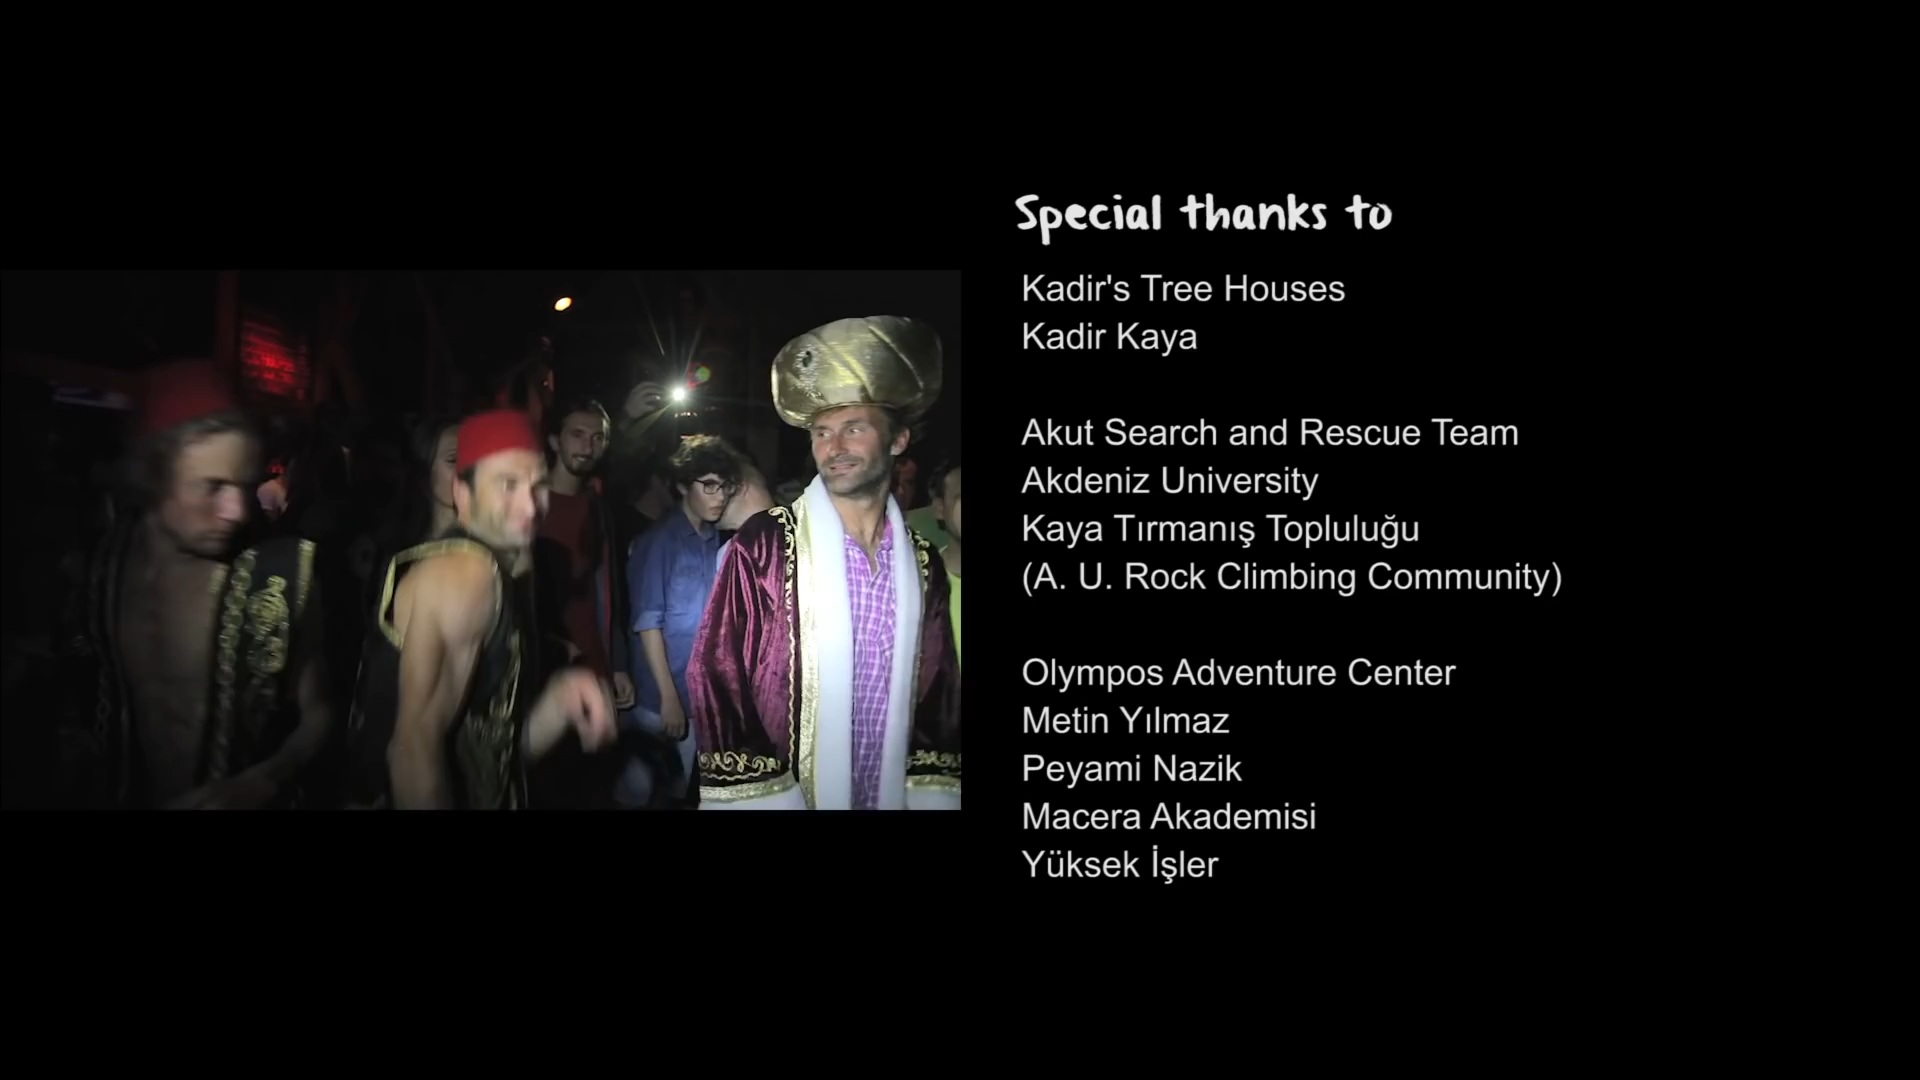 Special thanks to
Kadir's Tree Houses
Kadir Kaya
Akut Search and Rescue Team
Akdeniz University
Kaya Tırmanış Topluluğu
(A. U. Rock Climbing Community)
Olympos Adventure Center
Metin Yılmaz
Peyami Nazik
Macera Akademisi
Yüksek İşler